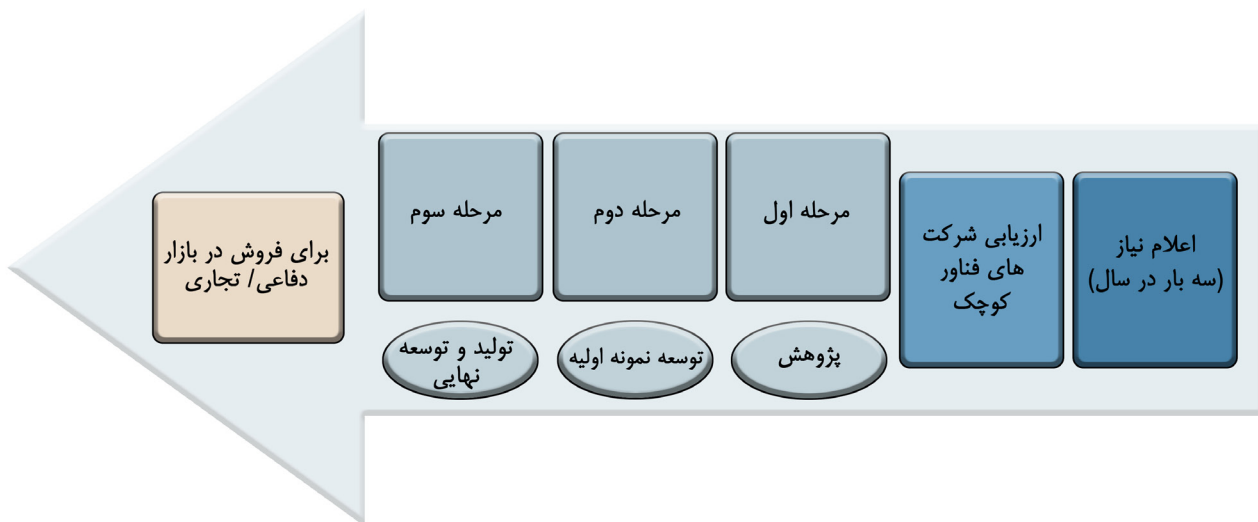 اعلام نیاز
(سه بار در سال)
ارزیابی شرکت
های فناور
کوچک
مرحله اول
پژوهش
مرحله دوم
توسعه نمونه اولیه
مرحله سوم
تولید و توسعه
نهایی
برای فروش در بازار
دفاعی/ تجاری